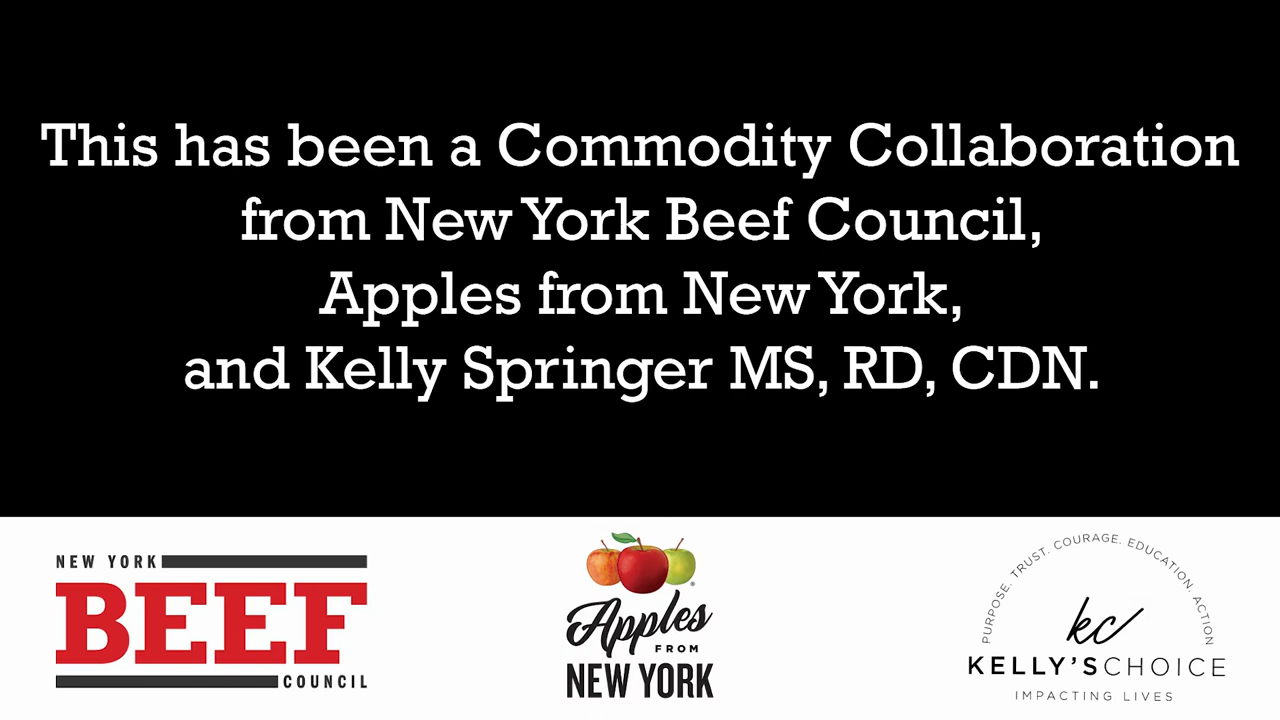 This has been a Commodity Collaboration
from New York Beef Council,
Apples from New York,
and Kelly Springer MS, RD, CDN.
NEW YORK
BEEF
COUNCIL
Apples
FROM
NEW YORK
PURPOSE. TRUST. COURAGE. EDUCATION. ACTION
kc
KELLY'SCHOICE
IMPACTING LIVES